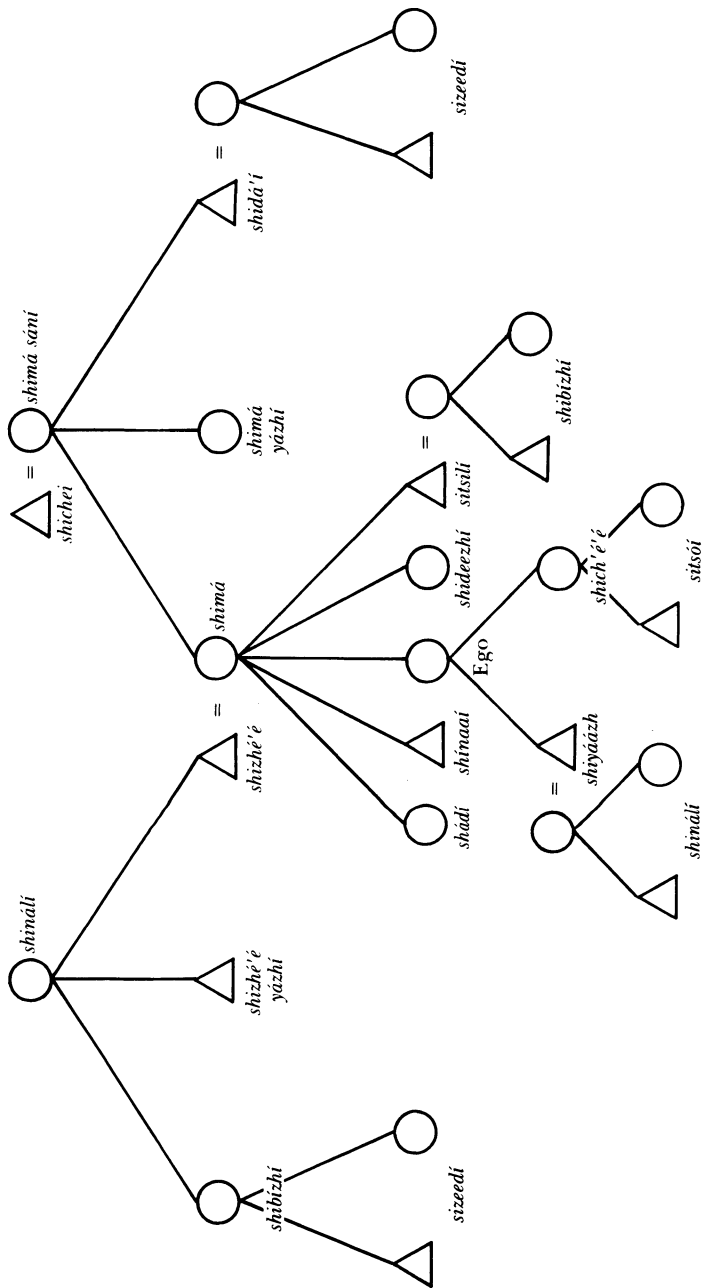 shichei
=
shimá sání
shinálí
shibízhí
shizhé'é
yázhí
shizhé'é
=
shimá
shimá
yázhí
shidá'í
=
sizeedí
shádí
shínaaí
Ego
shideezhí
sitsilí
=
sizeedí
shiyáázh
=
shich'é'é
shibízhí
shinálí
sitsóí